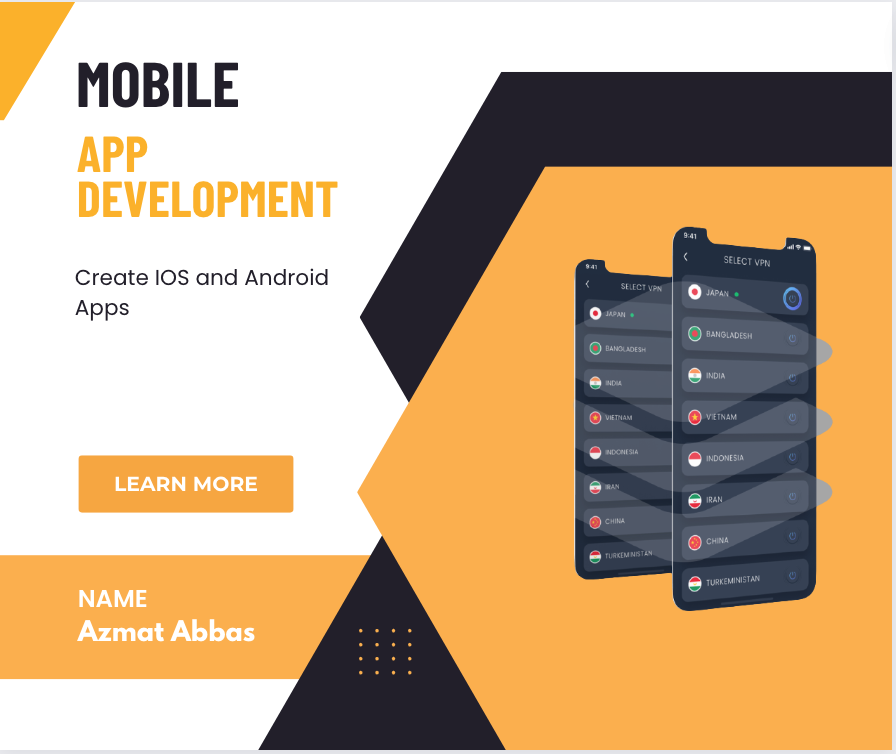 MOBILE
APP
DEVELOPMENT
Create IOS and Android
Apps
LEARN MORE
NAME
Azmat Abbas
9:41
SELECT VPN
JAPAN
BANGLADESH
INDIA
VIETNAM
INDONESIA
IRAN
CHINA
TURKEMINISTAN
9:41
SELECT VPN
JAPAN
BANGLADESH
INDIA
VIETNAM
INDONESIA
IRAN
CHINA
TURKEMINISTAN